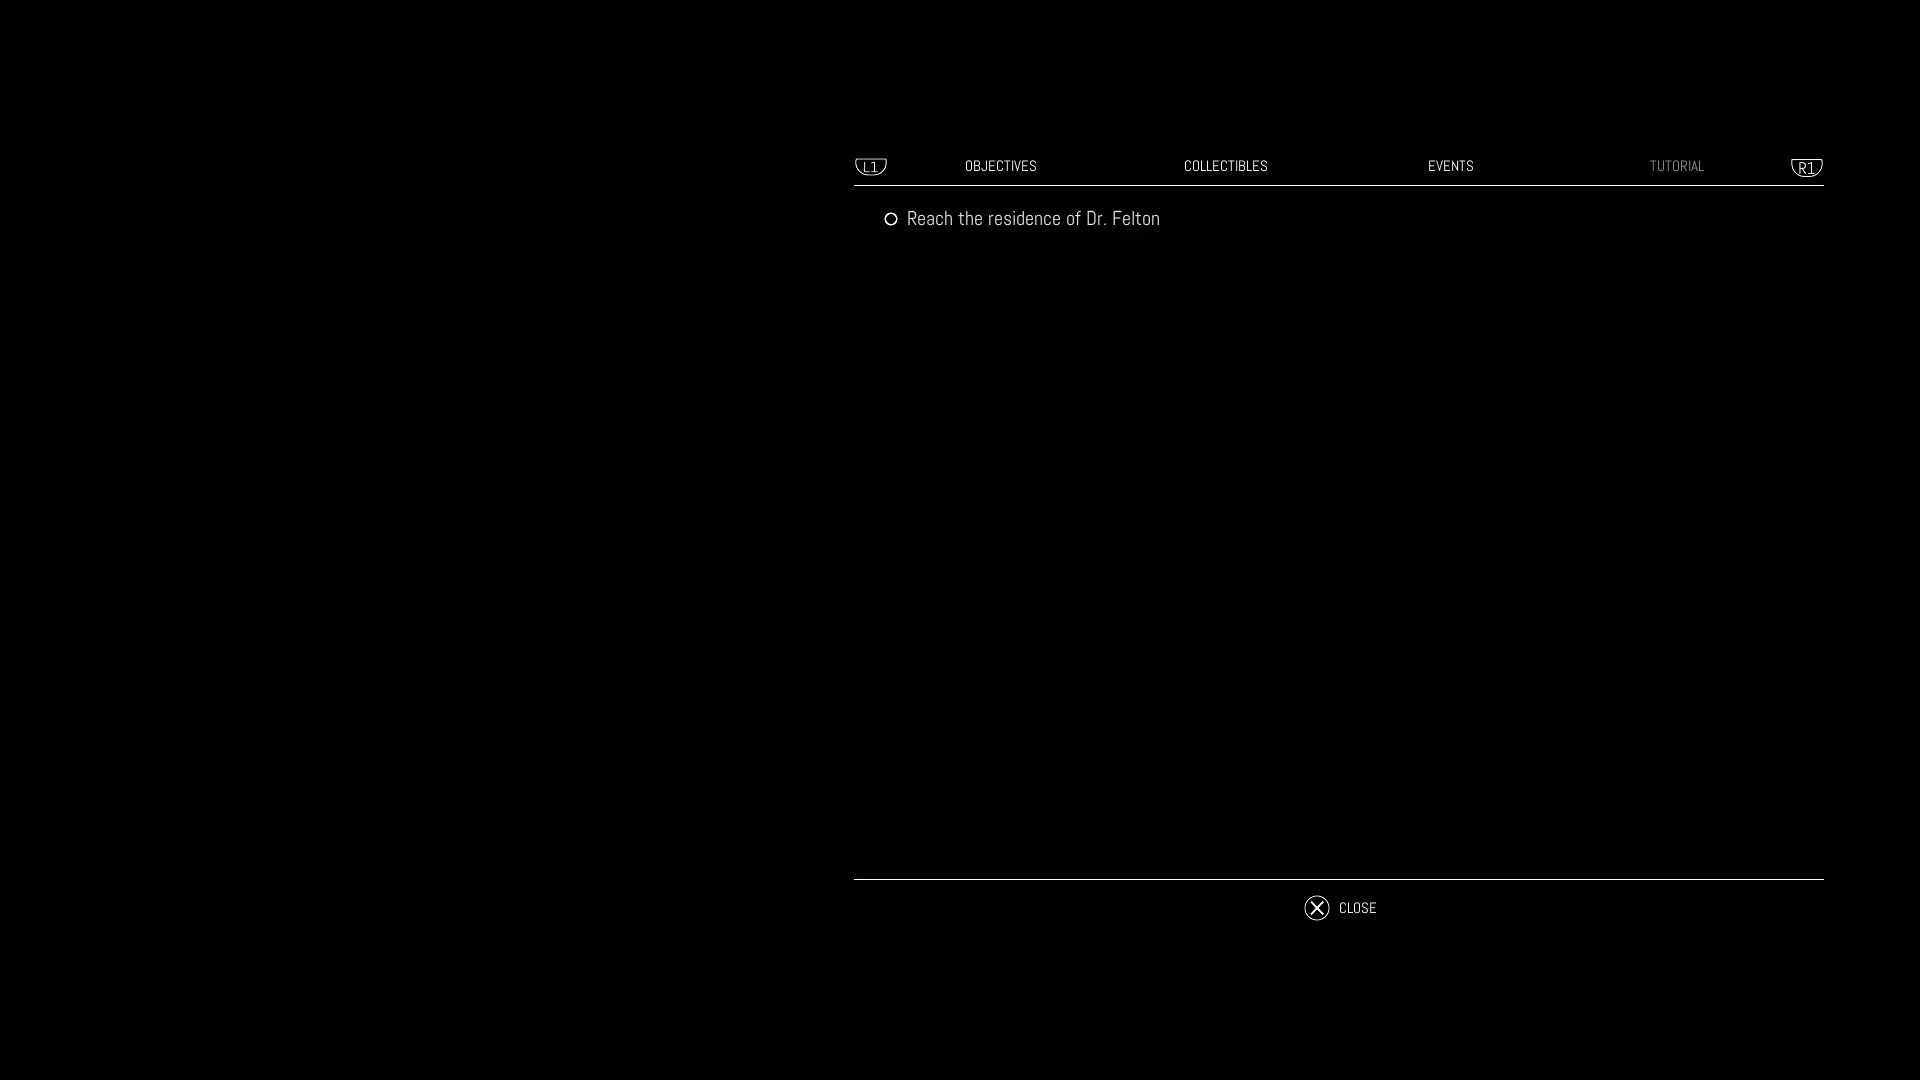 L1 OBJECTIVES COLLECTIBLES EVENTS TUTORIAL R1
Reach the residence of Dr. Felton
CLOSE